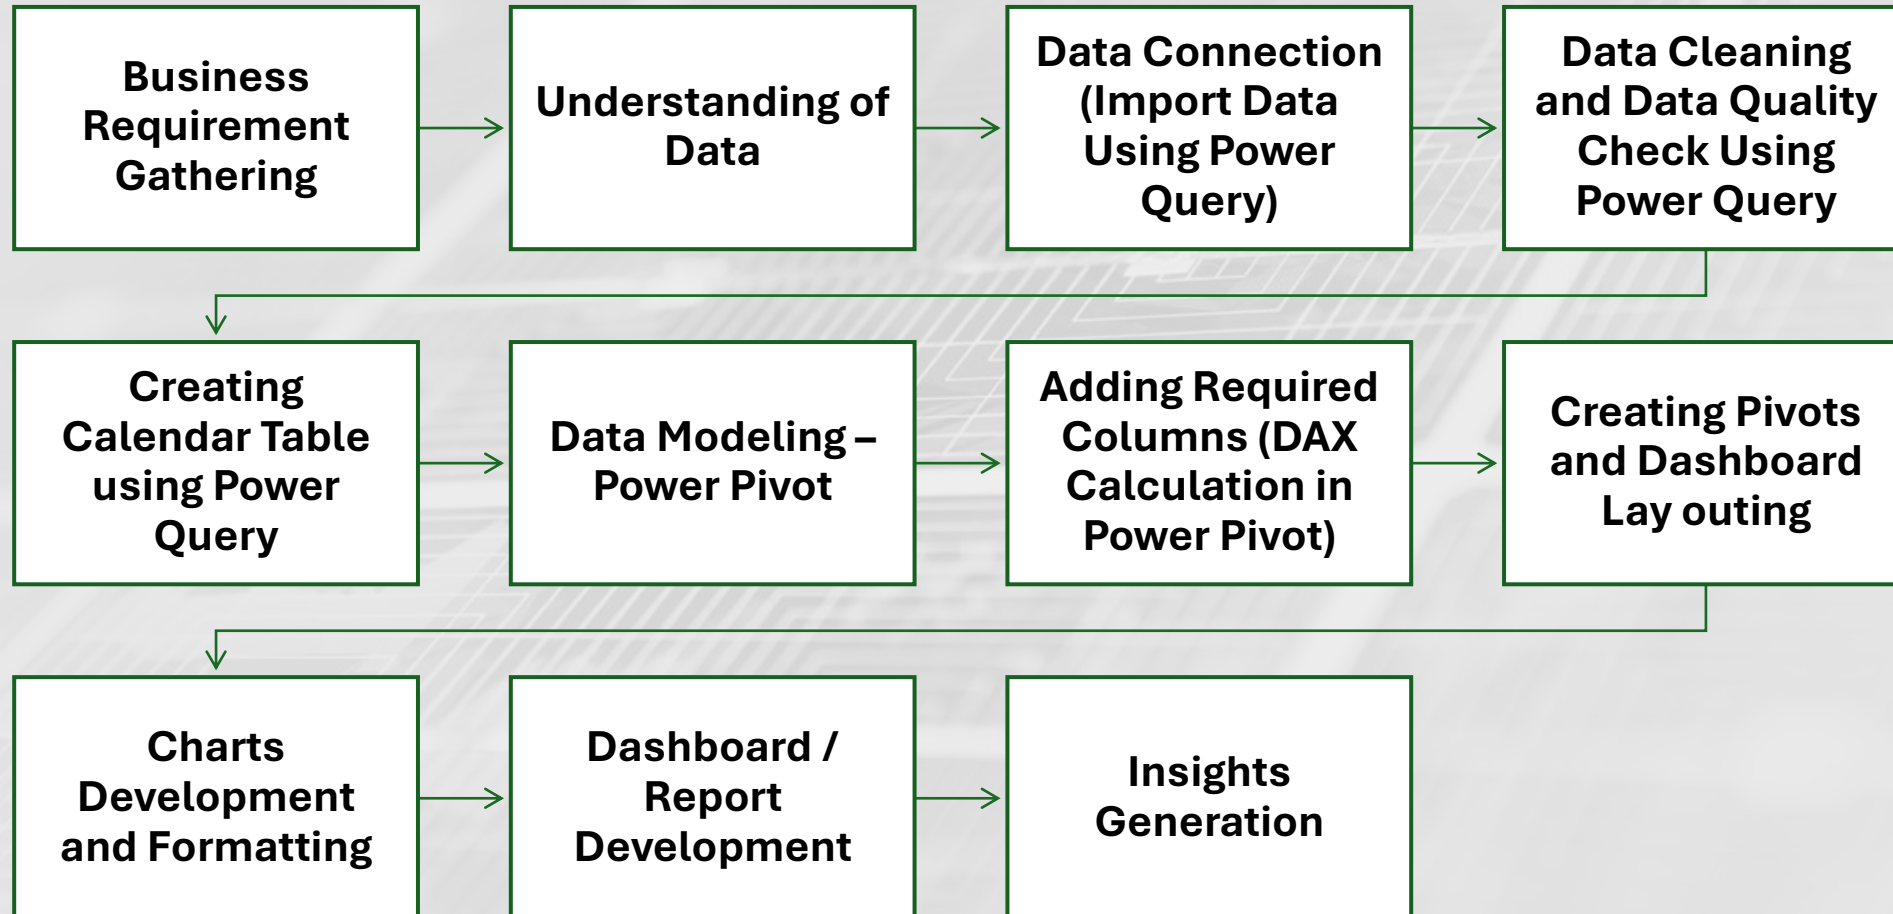 Business
Requirement
Gathering
Understanding of
Data
Data Connection
(Import Data
Using Power
Query)
Data Cleaning
and Data Quality
Check Using
Power Query
Creating
Calendar Table
using Power
Query
Data Modeling –
Power Pivot
Adding Required
Columns (DAX
Calculation in
Power Pivot)
Creating Pivots
and Dashboard
Lay outing
Charts
Development
and Formatting
Dashboard /
Report
Development
Insights
Generation